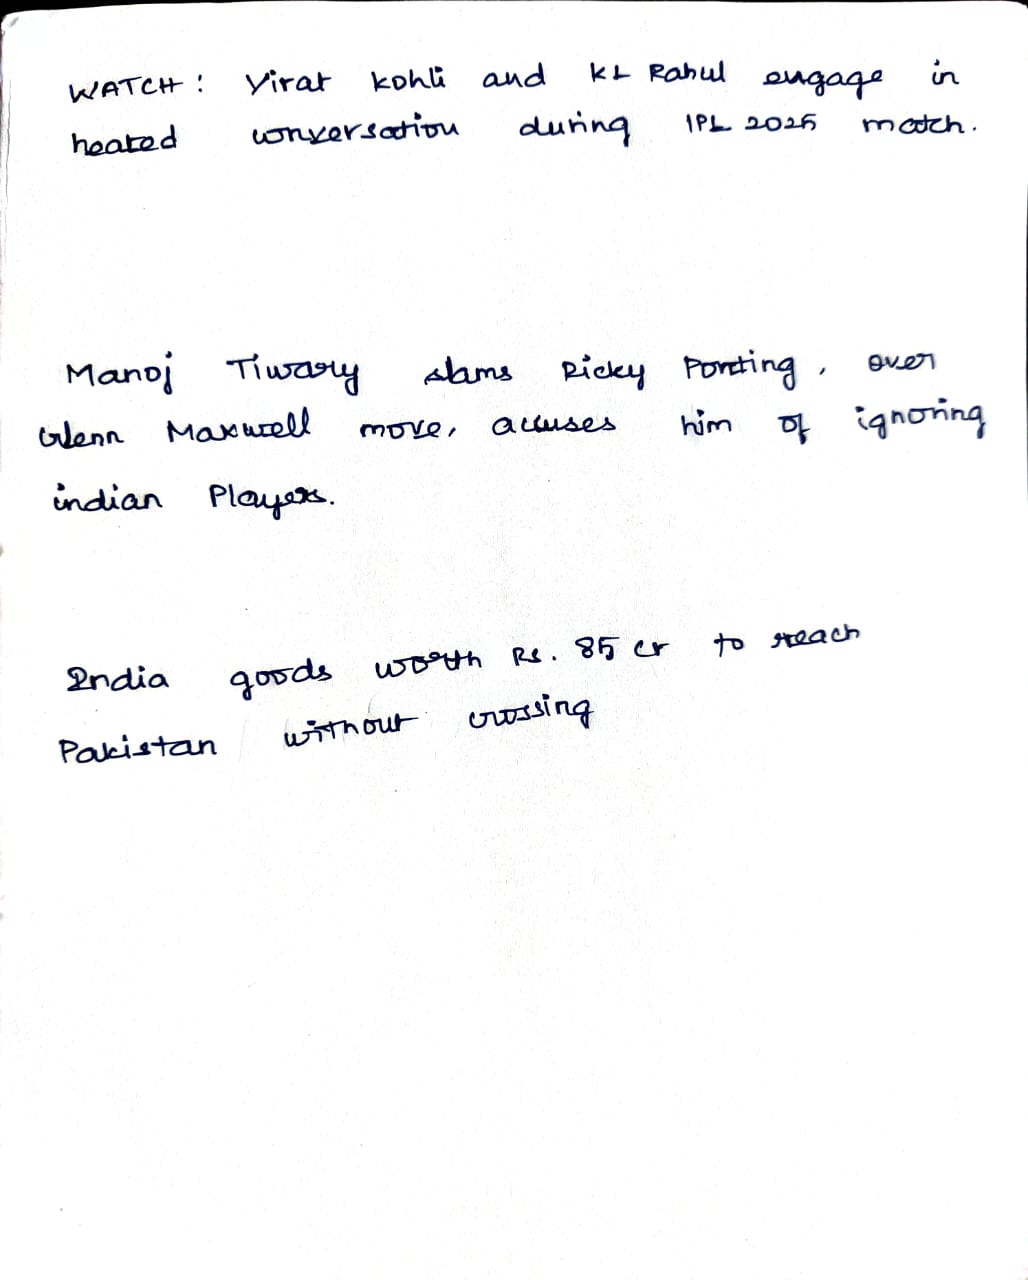 WATCH: Virat Kohli and KL Rahul engage in
heated conversation during IPL 2025 match.
Manoj Tiwary slams Ricky Ponting, over
Glenn Maxwell move, accuses him of ignoring
indian Players.
India goods worth Rs. 85 cr to reach
Pakistan without crossing